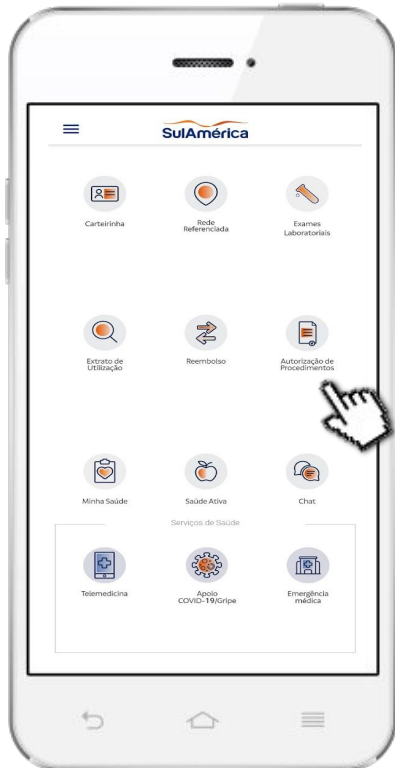 SulAmérica
Carteirinha
Rede
Referenciada
Exames
Laboratoriais
Extrato de
Utilização
Reembolso
Autorização de
Procedimentos
Minha Saúde
Saúde Ativa
Chat
Serviços de Saúde
Telemedicina
Apoio
COVID-19/Gripe
Emergência
médica